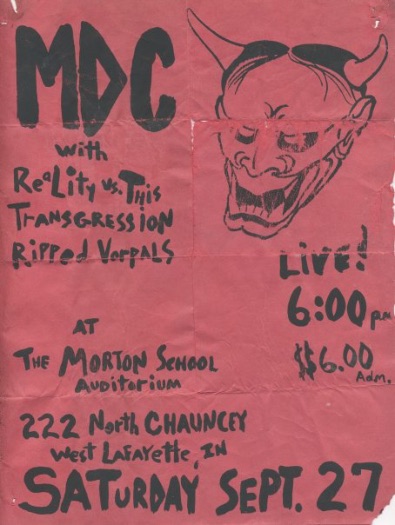 MDC
with
Reality vs. This
Transgression
Ripped Vorpals
Live!
6:00 pm
$6.00
Adm.
AT
The Morton School
Auditorium
222 North Chauncey
West Lafayette, IN
Saturday Sept. 27